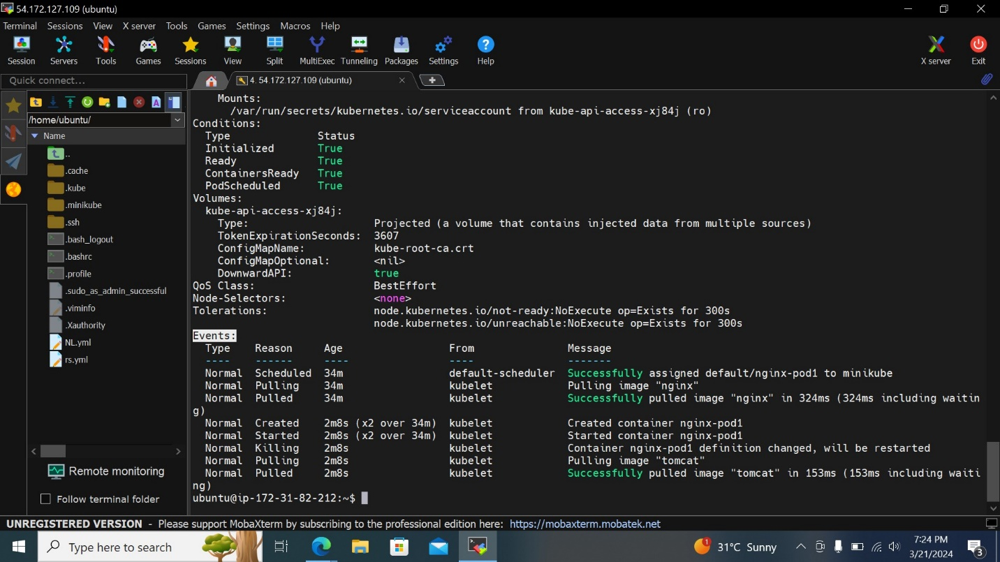 54.172.127.109 (ubuntu)
Terminal Sessions View X server Tools Games Settings Macros Help
Session Servers Tools Games Sessions View Split MultiExec Tunneling Packages Settings Help X server Exit
Quick connect...
4. 54.172.127.109 (ubuntu)
/home/ubuntu/
Name
..
.cache
.kube
.minikube
.ssh
.bash_logout
.bashrc
.profile
.sudo_as_admin_successful
.viminfo
.Xauthority
NL.yml
rs.yml
Remote monitoring
Follow terminal folder
Mounts:
/var/run/secrets/kubernetes.io/serviceaccount from kube-api-access-xj84j (ro)
Conditions:
Type Status
Initialized True
Ready True
ContainersReady True
PodScheduled True
Volumes:
kube-api-access-xj84j:
Type: Projected (a volume that contains injected data from multiple sources)
TokenExpirationSeconds: 3607
ConfigMapName: kube-root-ca.crt
ConfigMapOptional: <nil>
DownwardAPI: true
QoS Class: BestEffort
Node-Selectors: <none>
Tolerations: node.kubernetes.io/not-ready:NoExecute op=Exists for 300s
node.kubernetes.io/unreachable:NoExecute op=Exists for 300s
Events:
Type Reason Age From Message
---- ------ ---- ---- -------
Normal Scheduled 34m default-scheduler Successfully assigned default/nginx-pod1 to minikube
Normal Pulling 34m kubelet Pulling image "nginx"
Normal Pulled 34m kubelet Successfully pulled image "nginx" in 324ms (324ms including waitin
g)
Normal Created 2m8s (x2 over 34m) kubelet Created container nginx-pod1
Normal Started 2m8s (x2 over 34m) kubelet Started container nginx-pod1
Normal Killing 2m8s kubelet Container nginx-pod1 definition changed, will be restarted
Normal Pulling 2m8s kubelet Pulling image "tomcat"
Normal Pulled 2m8s kubelet Successfully pulled image "tomcat" in 153ms (153ms including waiti
ng)
ubuntu@ip-172-31-82-212:~$
UNREGISTERED VERSION - Please support MobaXterm by subscribing to the professional edition here: https://mobaxterm.mobatek.net
Type here to search
1
31°C Sunny
7:24 PM
3/21/2024
3